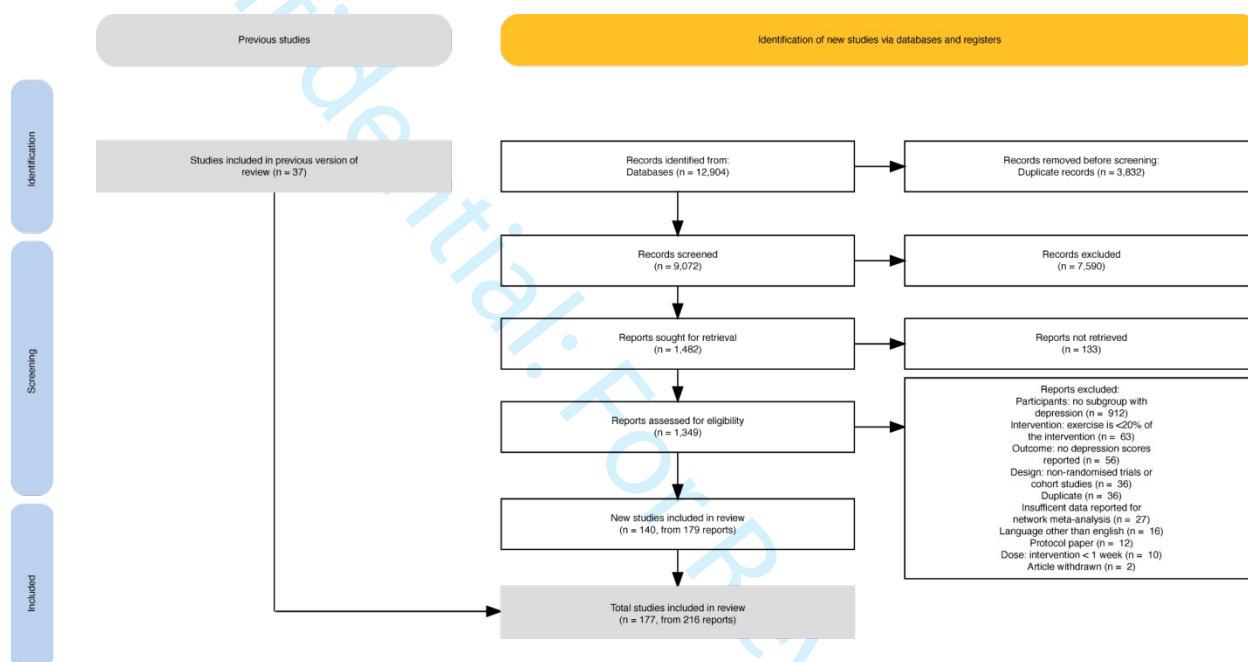 Previous studies
Identification of new studies via databases and registers
Identification
Studies included in previous version of
review (n = 37)
Records identified from:
Databases (n = 12,904)
Records removed before screening:
Duplicate records (n = 3,832)
Screening
Records screened
(n = 9,072)
Records excluded
(n = 7,590)
Reports sought for retrieval
(n = 1,482)
Reports not retrieved
(n = 133)
Reports assessed for eligibility
(n = 1,349)
Reports excluded:
Participants: no subgroup with
depression (n = 912)
Intervention: exercise is <20% of
the intervention (n = 63)
Outcome: no depression scores
reported (n = 56)
Design: non-randomised trials or
cohort studies (n = 36)
Duplicate (n = 36)
Insufficent data reported for
network meta-analysis (n = 27)
Language other than english (n = 16)
Protocol paper (n = 12)
Dose: intervention < 1 week (n = 10)
Article withdrawn (n = 2)
New studies included in review
(n = 140, from 179 reports)
Included
Total studies included in review
(n = 177, from 216 reports)
dential: For Re